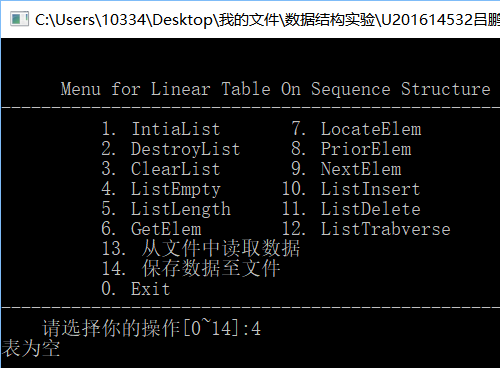 C:\Users\10334\Desktop\我的文件\数据结构实验\U201614532吕鹏
Menu for Linear Table On Sequence Structure
1. IntiaList 7. LocateElem
2. DestroyList 8. PriorElem
3. ClearList 9. NextElem
4. ListEmpty 10. ListInsert
5. ListLength 11. ListDelete
6. GetElem 12. ListTrabverse
13. 从文件中读取数据
14. 保存数据至文件
0. Exit
请选择你的操作[0~14]:4
表为空